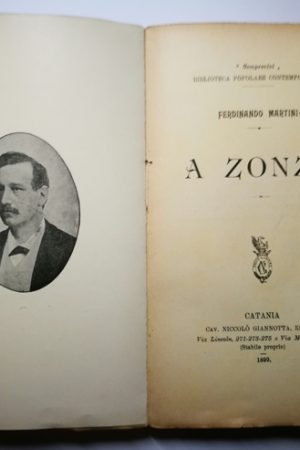 " Semprevivi "
BIBLIOTECA POPOLARE CONTEMPO
FERDINANDO MARTINI
A ZONZ
CATANIA
CAV. NICCOLÒ GIANNOTTA,
Via Lincoln, 271-273-275 e Via M
(Stabile proprio)
1899.